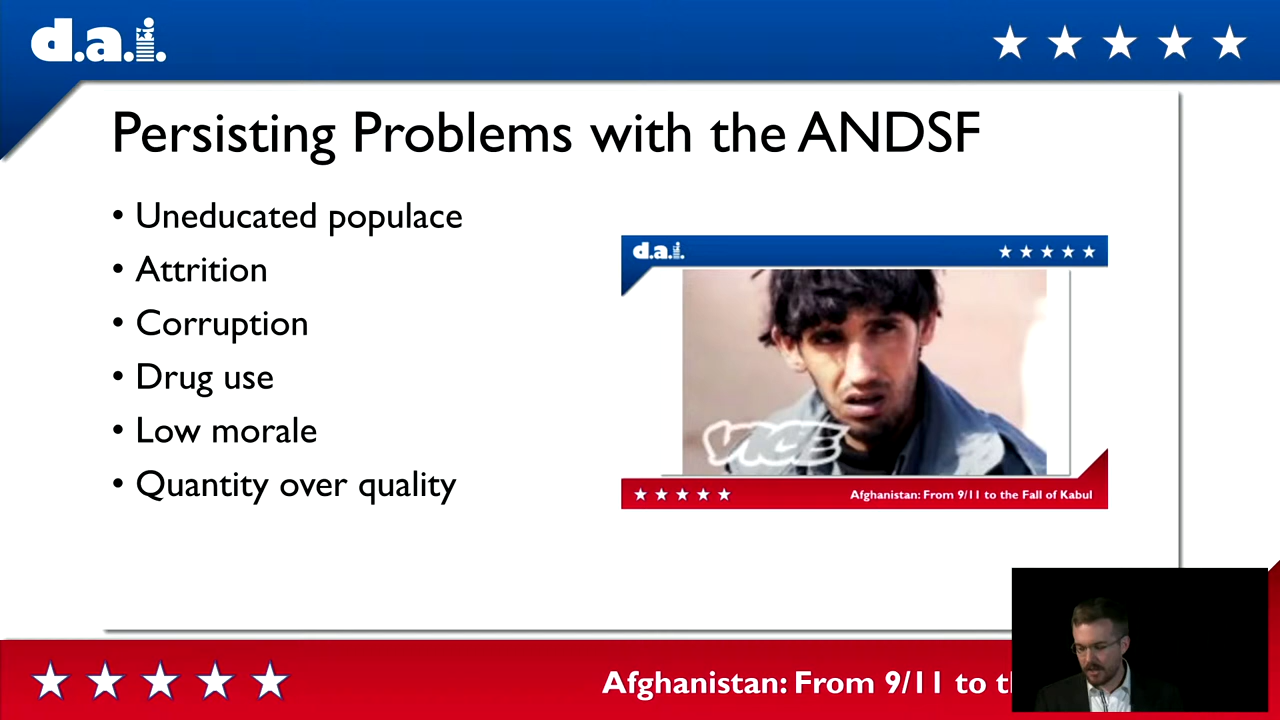 d.a.i.
Persisting Problems with the ANDSF
• Uneducated populace
• Attrition
• Corruption
• Drug use
• Low morale
• Quantity over quality
d.a.i.
VICE
Afghanistan: From 9/11 to the Fall of Kabul
Afghanistan: From 9/11 to